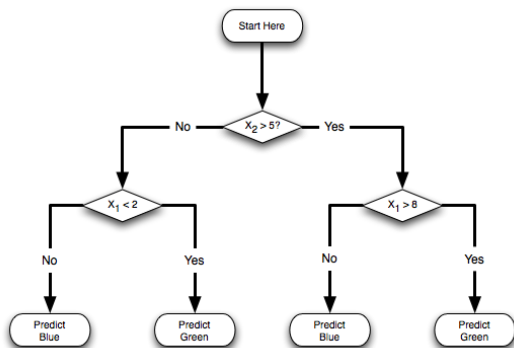 Start Here
No
X2 > 5?
Yes
X1 < 2
X1 > 8
No
Yes
No
Yes
Predict
Blue
Predict
Green
Predict
Blue
Predict
Green